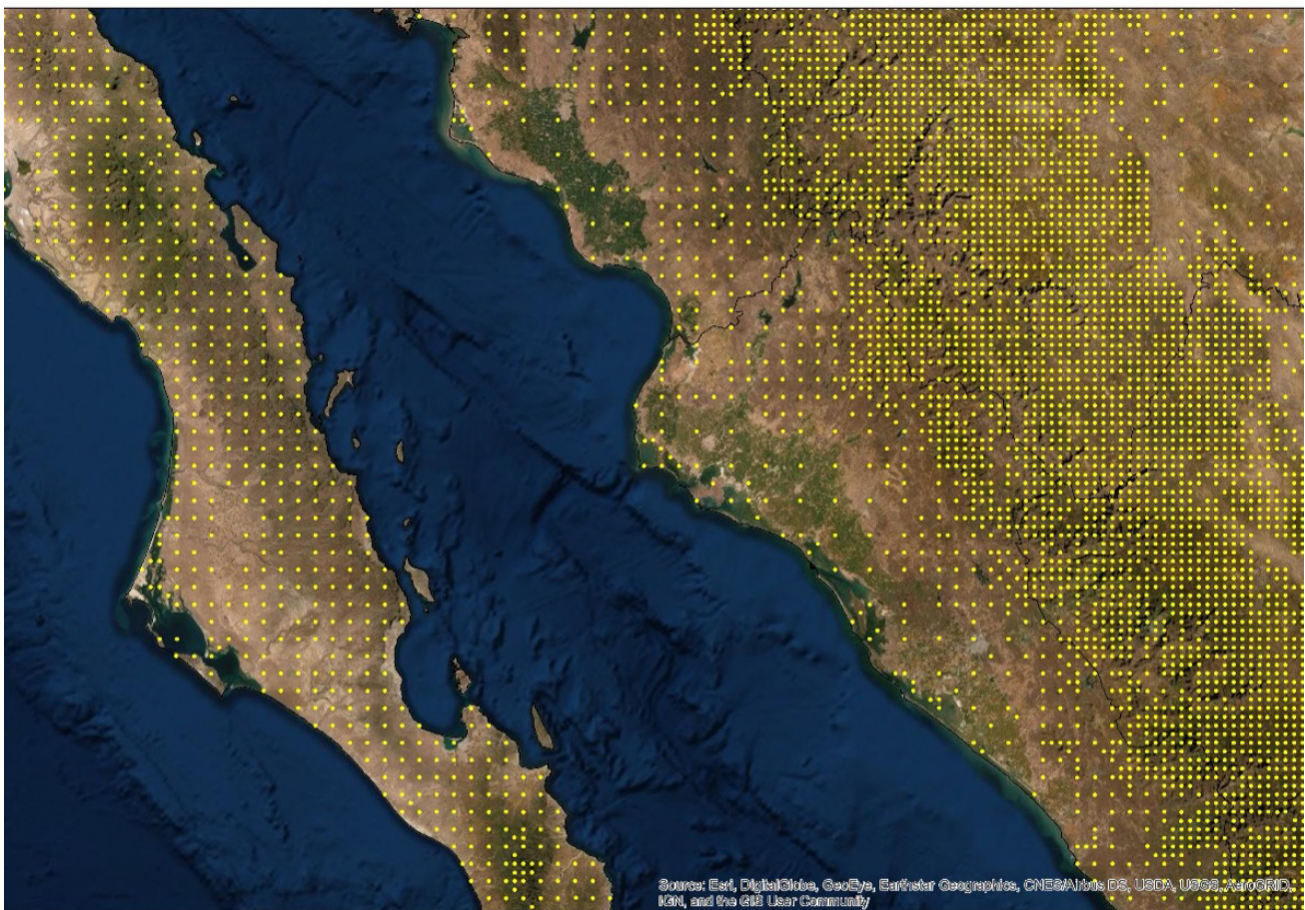 Source: Esri, DigitalGlobe, GeoEye, Earthstar Geographics, CNES/Airbus DS, USDA, USGS, AeroGRID,
IGN, and the GIS User Community